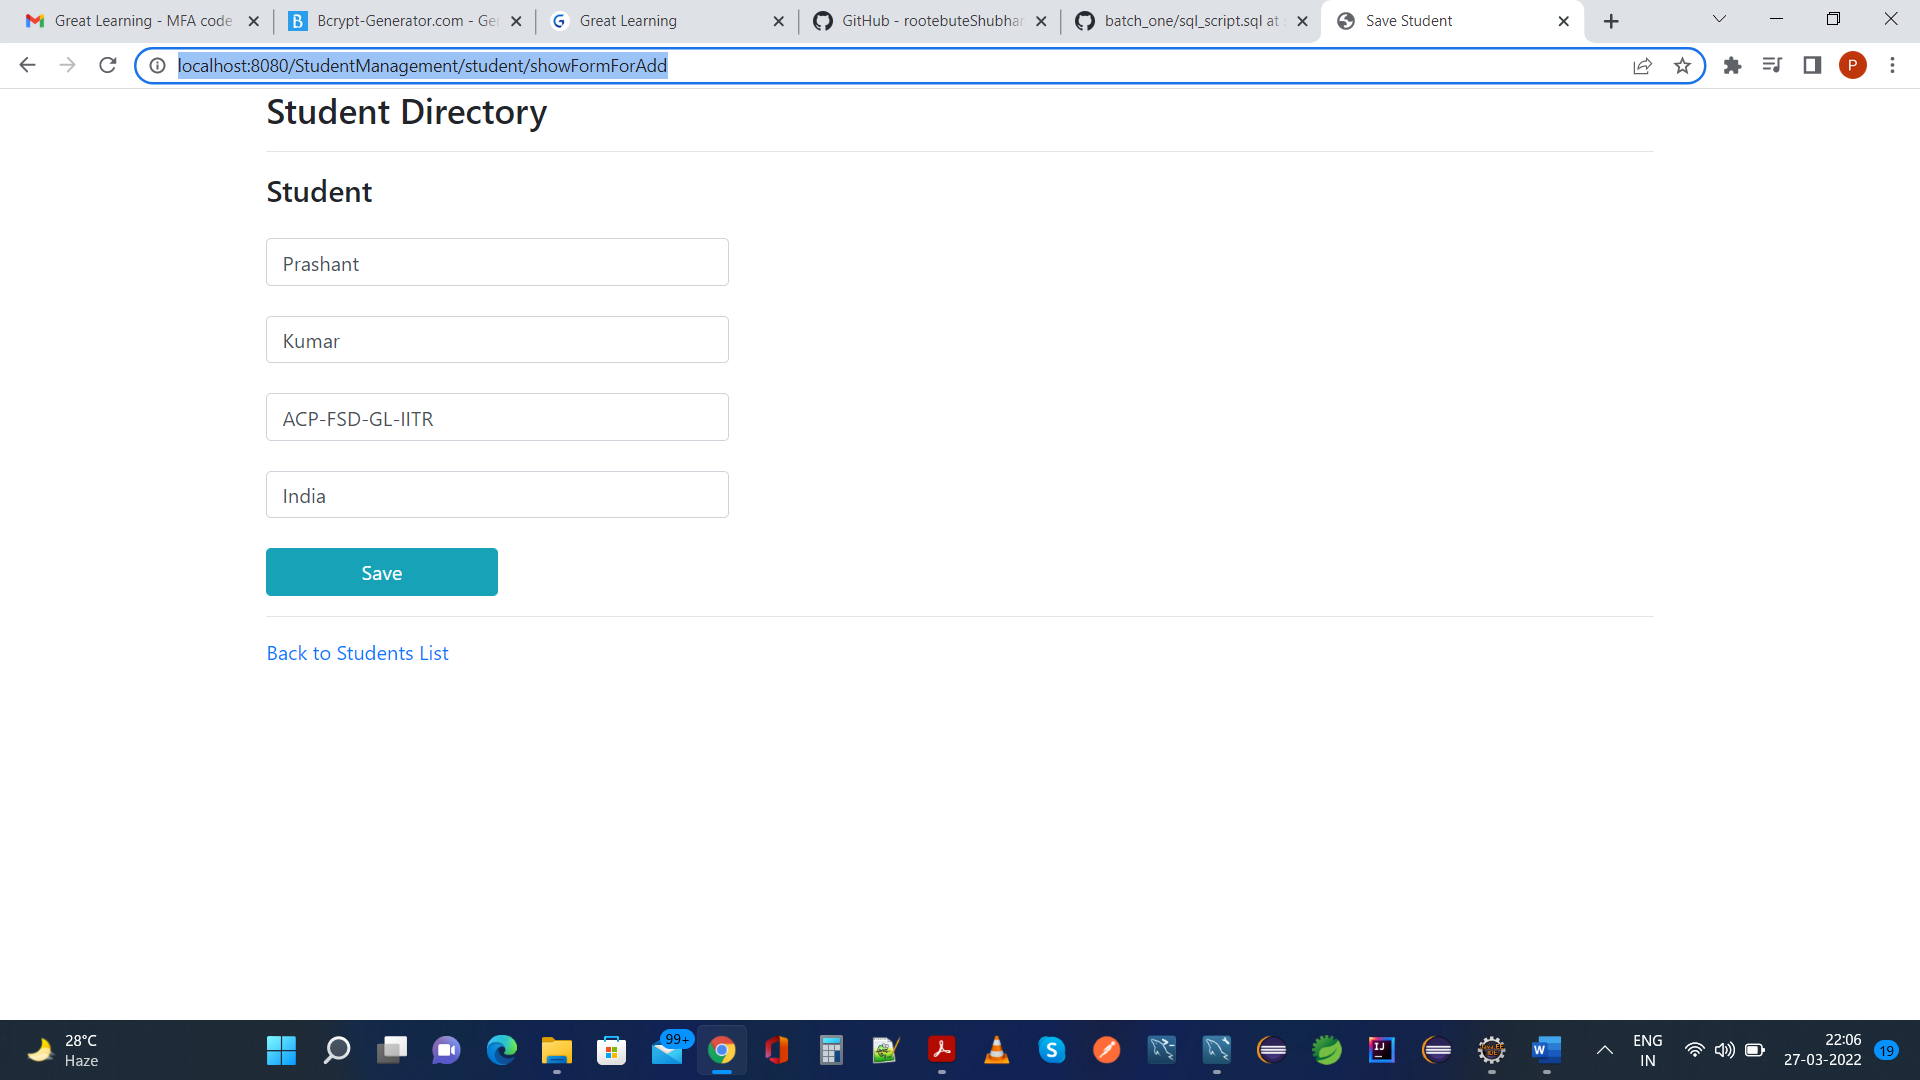 Great Learning - MFA code
Bcrypt-Generator.com - Ge
Great Learning
GitHub - rootebuteShubha
batch_one/sql_script.sql at
Save Student
localhost:8080/StudentManagement/student/showFormForAdd
P
Student Directory
Student
Prashant
Kumar
ACP-FSD-GL-IITR
India
Save
Back to Students List
28°C
Haze
99+
ENG
IN
22:06
27-03-2022
19